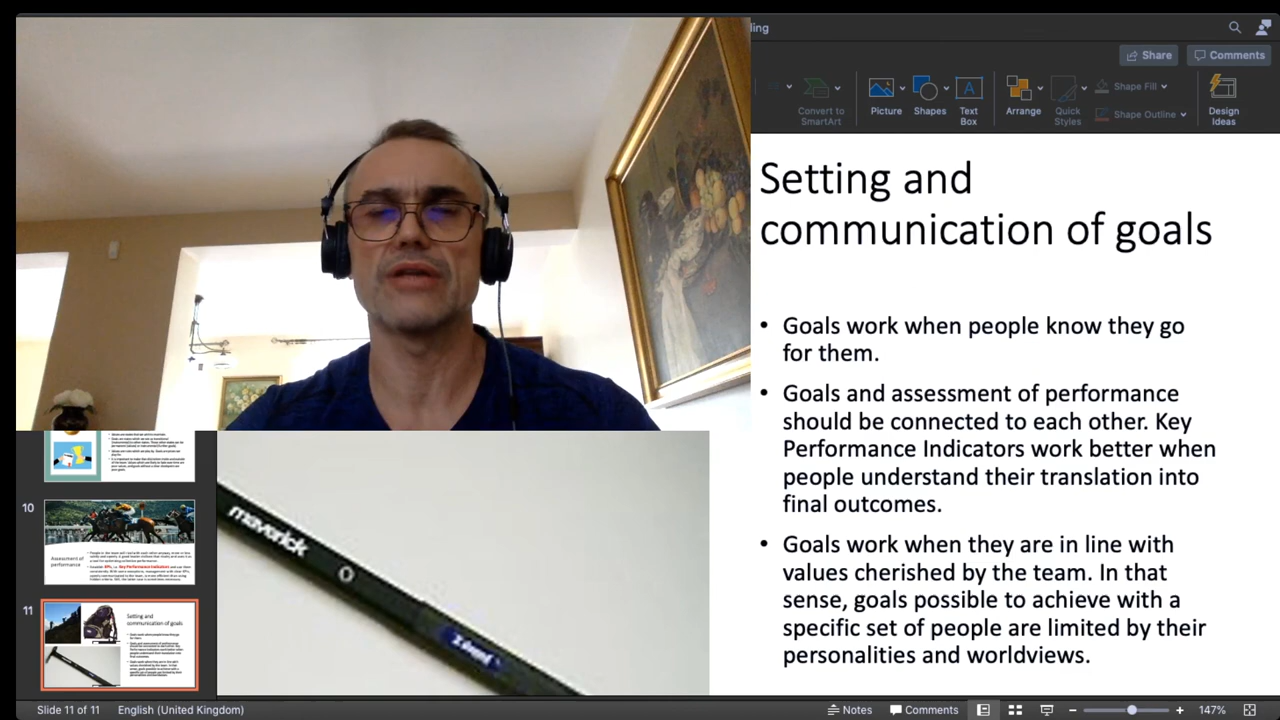 ling
Share
Comments
Convert to
SmartArt
Picture
Shapes
Text
Box
Arrange
Quick
Styles
Shape Fill
Shape Outline
Design
Ideas
Setting and
communication of goals
• Goals work when people know they go
for them.
• Goals and assessment of performance
should be connected to each other. Key
Performance Indicators work better when
people understand their translation into
final outcomes.
• Goals work when they are in line with
values cherished by the team. In that
sense, goals possible to achieve with a
specific set of people are limited by their
personalities and worldviews.
10
Assessment of
performance
11
Setting and
communication of goals
maverick
Slide 11 of 11
English (United Kingdom)
Notes
Comments
147%